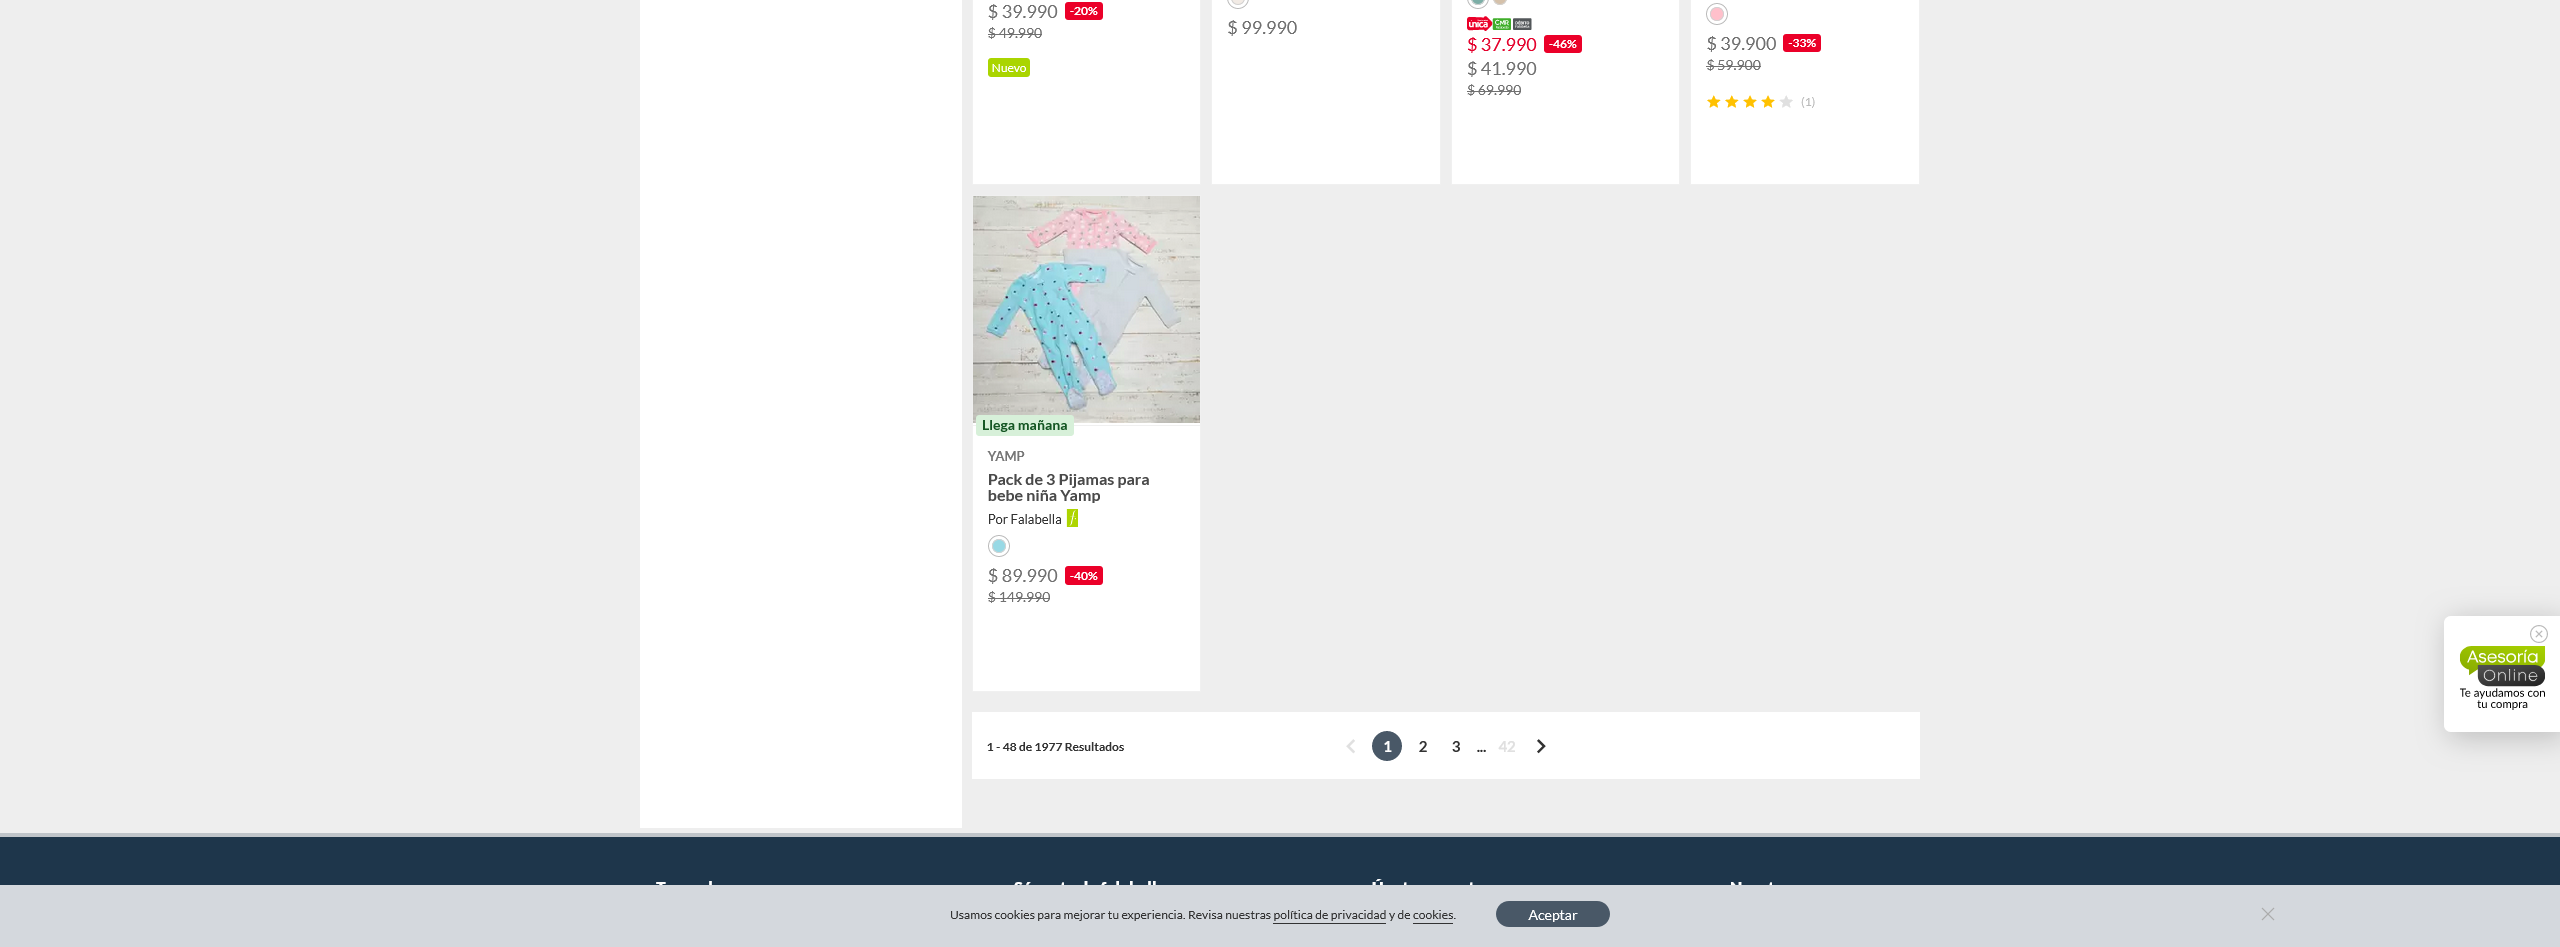 $ 39.990 -20%
$ 49.990
Nuevo
$ 99.990
unica CMR
$ 37.990 -46%
$ 41.990
$ 69.990
$ 39.900 -33%
$ 59.900
(1)
Llega mañana
YAMP
Pack de 3 Pijamas para
bebe niña Yamp
Por Falabella
$ 89.990 -40%
$ 149.990
Asesoría
Online
Te ayudamos con
tu compra
1 - 48 de 1977 Resultados
1 2 3 ... 42
Usamos cookies para mejorar tu experiencia. Revisa nuestras política de privacidad y de cookies.
Aceptar